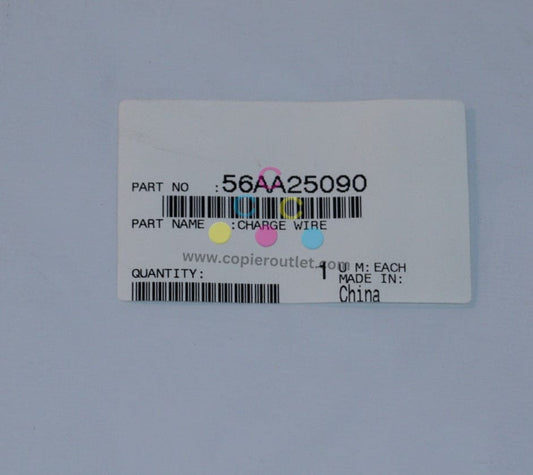 PART NO :56AA25090
PART NAME :CHARGE WIRE
www.copieroutlet.com
QUANTITY: 1 U M: EACH
MADE IN:
China